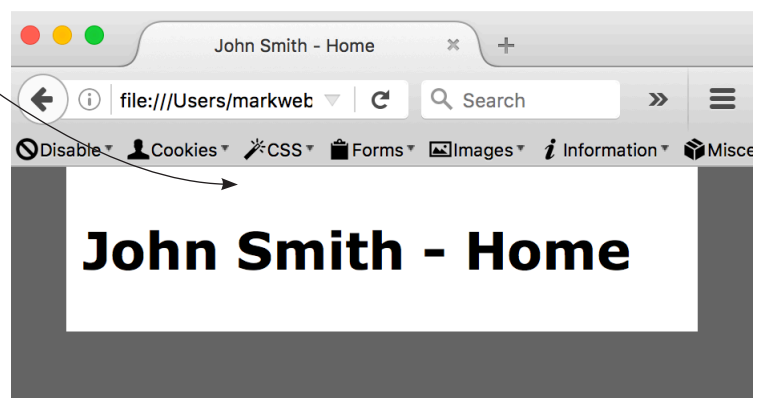 John Smith - Home
file:///Users/markweb
Search
Disable Cookies CSS Forms Images Information Misce
John Smith - Home